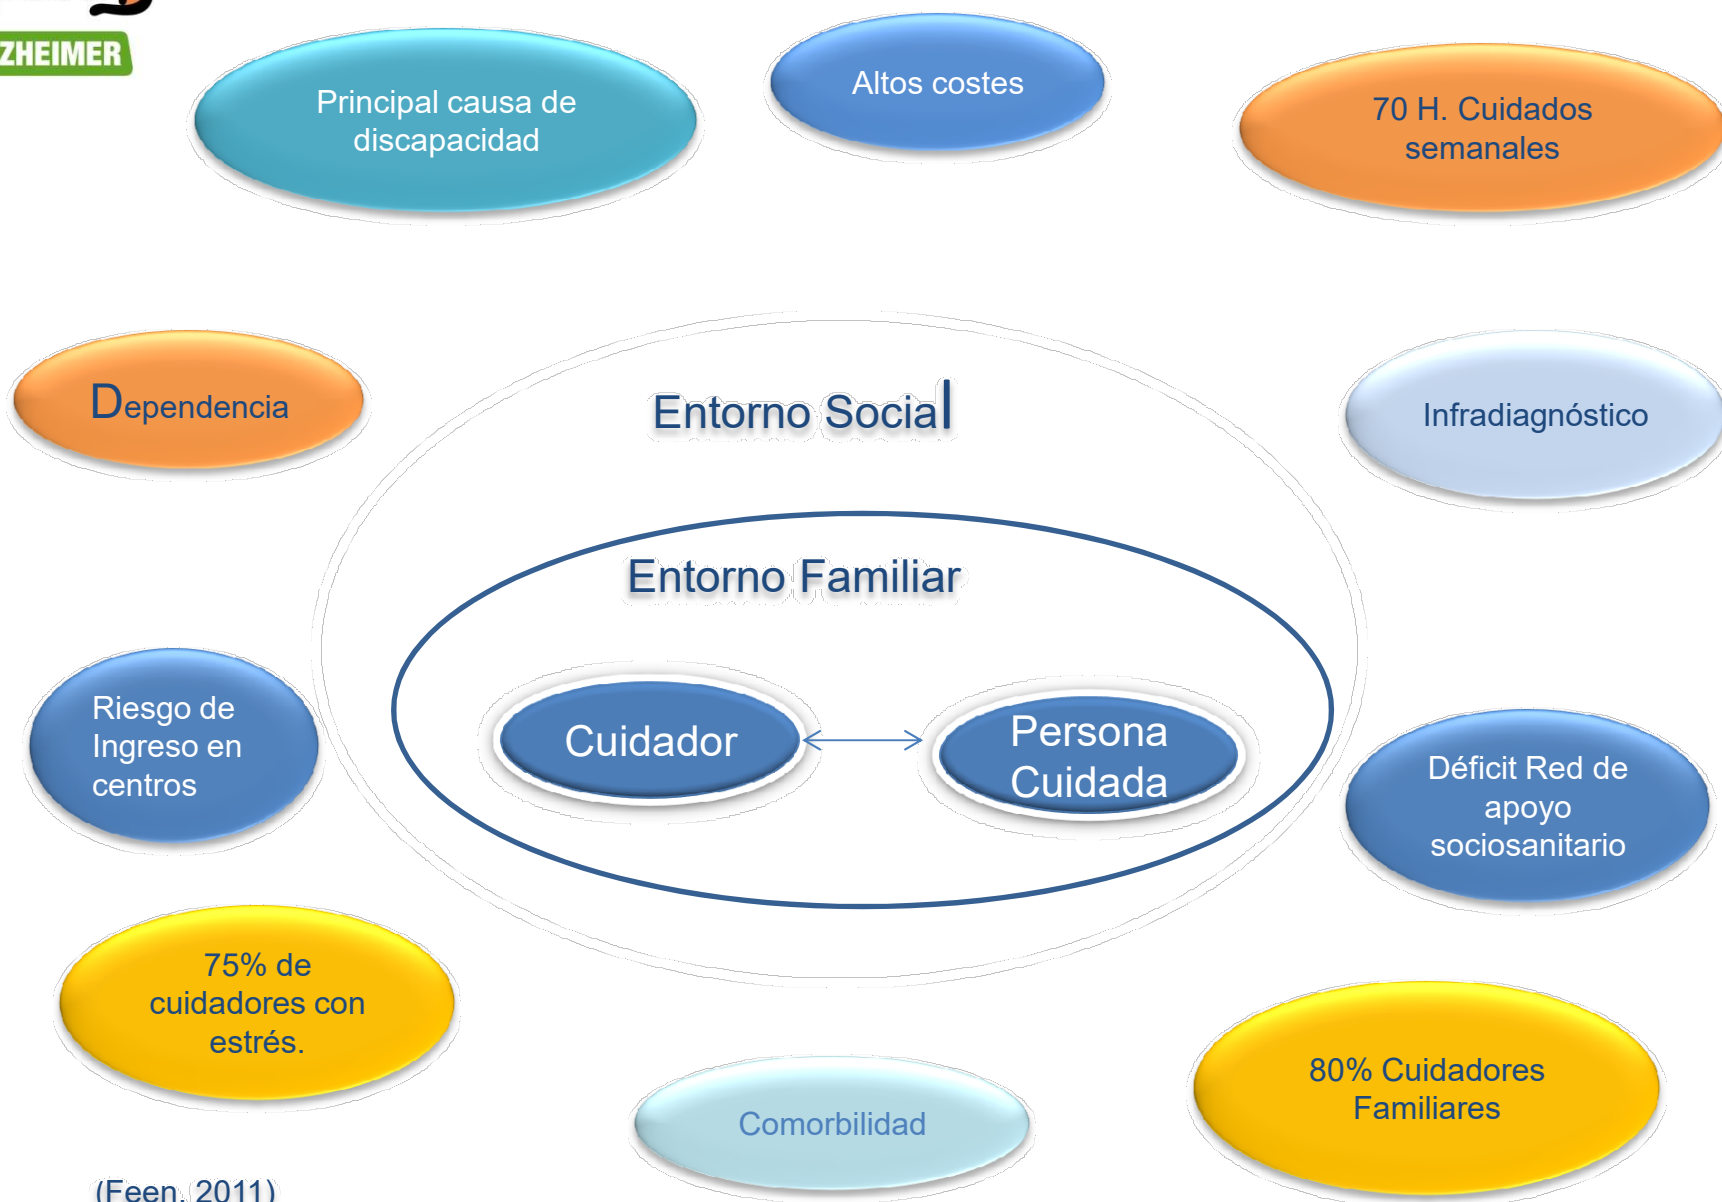 ZHEIMER
Principal causa de
discapacidad
Altos costes
70 H. Cuidados
semanales
Dependencia
Entorno Social
Infradiagnóstico
Entorno Familiar
Riesgo de
Ingreso en
centros
Cuidador
Persona
Cuidada
Déficit Red de
apoyo
sociosanitario
75% de
cuidadores con
estrés.
80% Cuidadores
Familiares
Comorbilidad
(Feen, 2011)